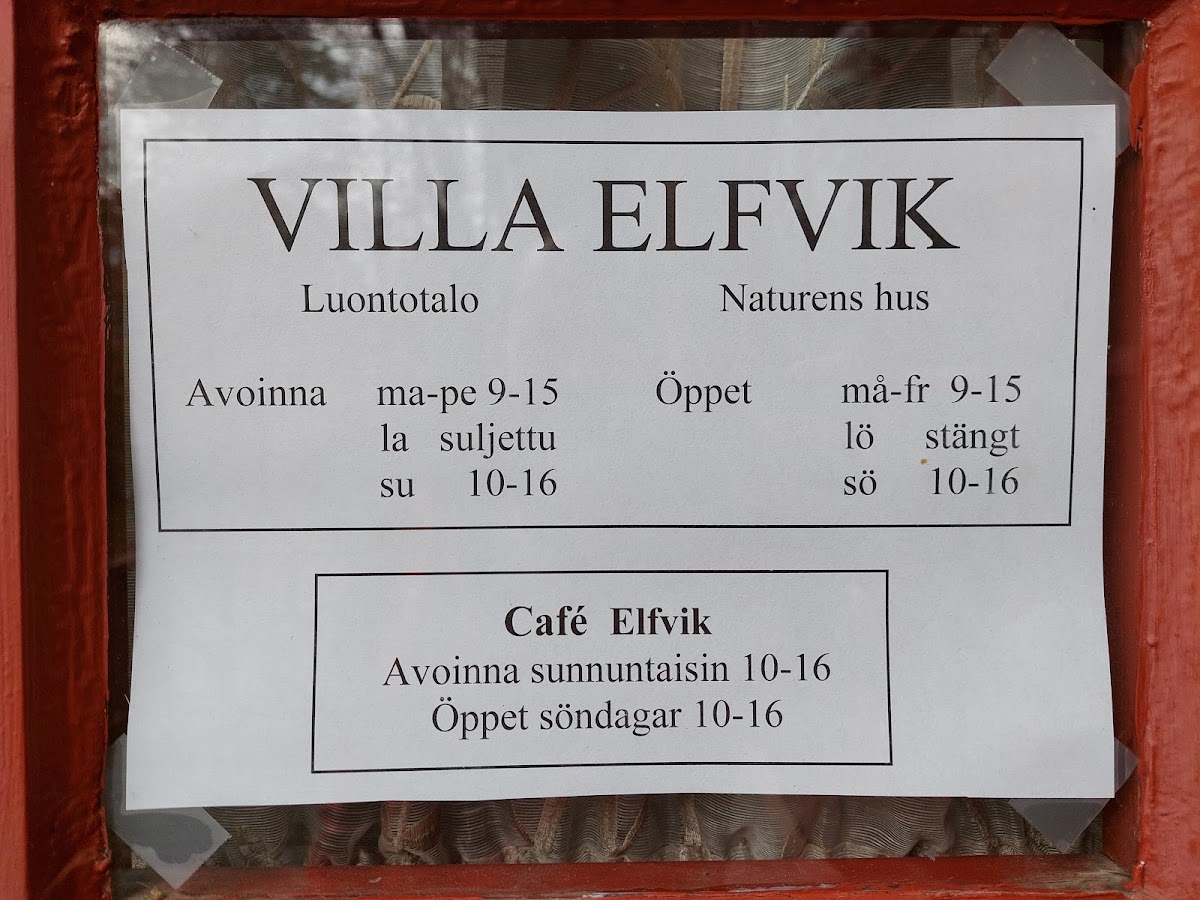 VILLA ELFVIK
Luontotalo Naturens hus
Avoinna ma-pe 9-15 Öppet må-fr 9-15
la suljettu lö stängt
su 10-16 sö 10-16
Café Elfvik
Avoinna sunnuntaisin 10-16
Öppet söndagar 10-16